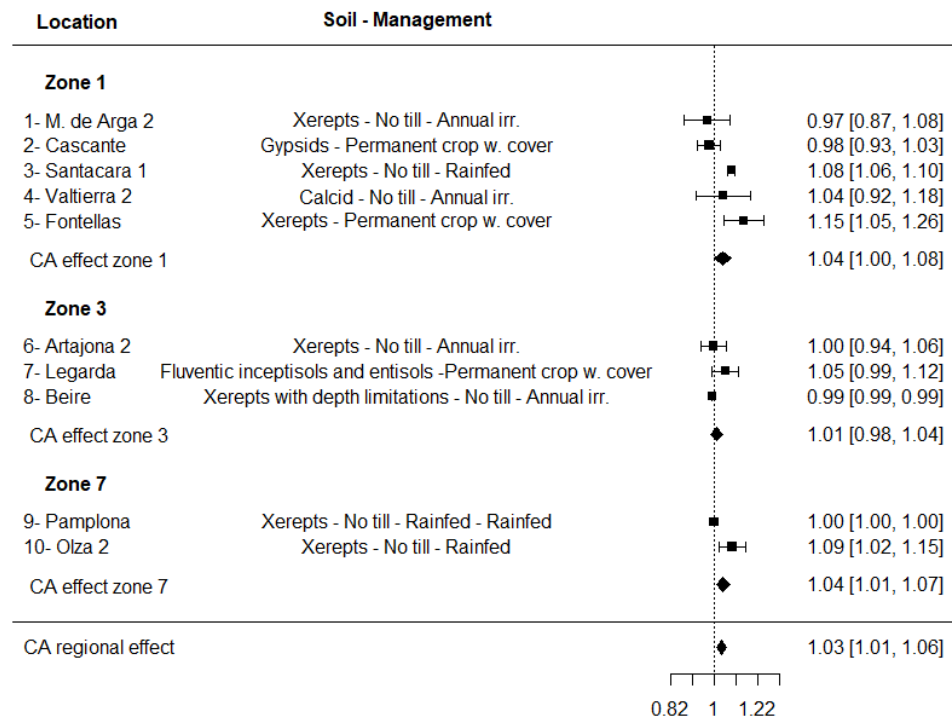 Location Soil - Management
Zone 1
1- M. de Arga 2 Xerepts - No till - Annual irr. 0.97 [0.87, 1.08]
2- Cascante Gypsids - Permanent crop w. cover 0.98 [0.93, 1.03]
3- Santacara 1 Xerepts - No till - Rainfed 1.08 [1.06, 1.10]
4- Valtierra 2 Calcid - No till - Annual irr. 1.04 [0.92, 1.18]
5- Fontellas Xerepts - Permanent crop w. cover 1.15 [1.05, 1.26]
CA effect zone 1 1.04 [1.00, 1.08]
Zone 3
6- Artajona 2 Xerepts - No till - Annual irr. 1.00 [0.94, 1.06]
7- Legarda Fluventic inceptisols and entisols -Permanent crop w. cover 1.05 [0.99, 1.12]
8- Beire Xerepts with depth limitations - No till - Annual irr. 0.99 [0.99, 0.99]
CA effect zone 3 1.01 [0.98, 1.04]
Zone 7
9- Pamplona Xerepts - No till - Rainfed - Rainfed 1.00 [1.00, 1.00]
10- Olza 2 Xerepts - No till - Rainfed 1.09 [1.02, 1.15]
CA effect zone 7 1.04 [1.01, 1.07]
CA regional effect 1.03 [1.01, 1.06]
0.82 1 1.22